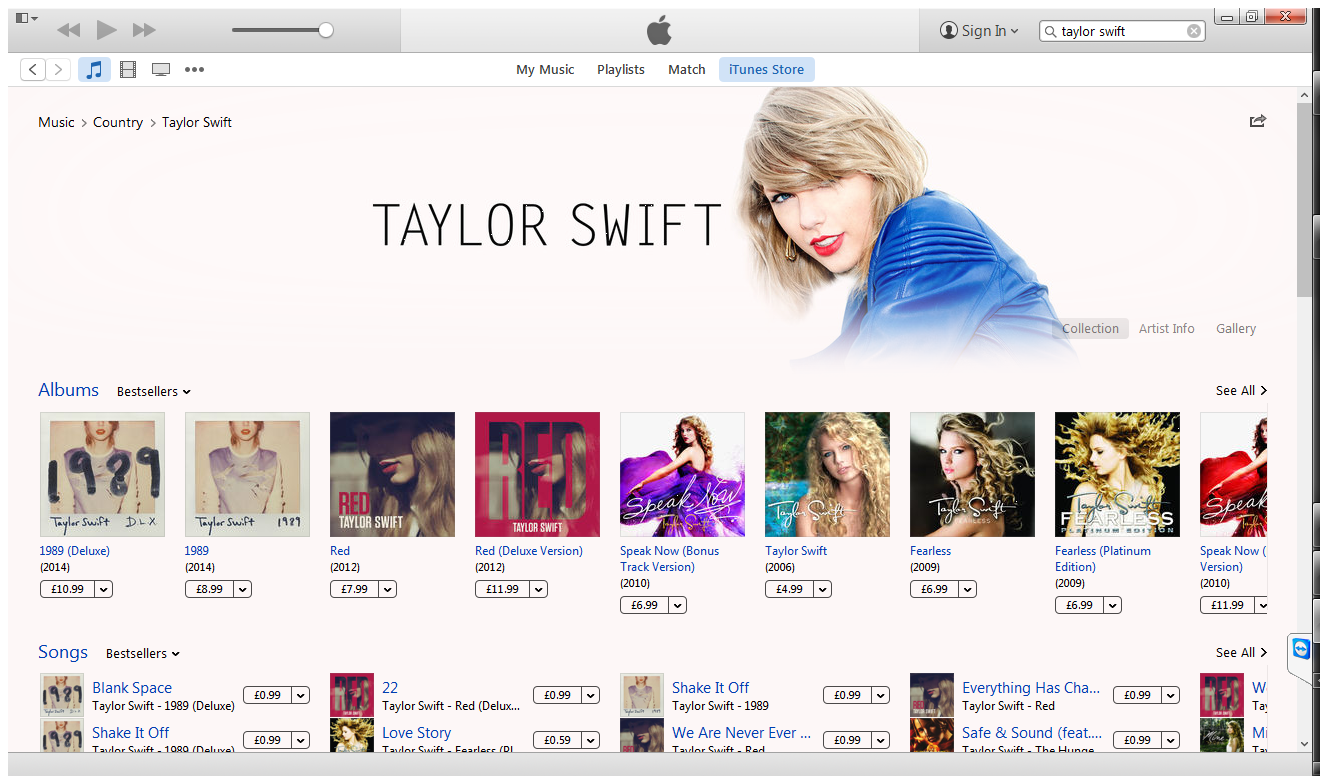 Sign In
taylor swift
My Music Playlists Match iTunes Store
Music > Country > Taylor Swift
TAYLOR SWIFT
Collection Artist Info Gallery
Albums Bestsellers See All >
1989
Taylor Swift D.L.X
Taylor Swift 1989
RED
TAYLOR SWIFT
RED
TAYLOR SWIFT
Speak Now
Taylor Swift
Taylor Swift
Taylor Swift
FEARLESS
Taylor Swift
FEARLESS
PLATINUM EDITION
1989 (Deluxe)
(2014)
£10.99
1989
(2014)
£8.99
Red
(2012)
£7.99
Red (Deluxe Version)
(2012)
£11.99
Speak Now (Bonus
Track Version)
(2010)
£6.99
Taylor Swift
(2006)
£4.99
Fearless
(2009)
£6.99
Fearless (Platinum
Edition)
(2009)
£6.99
Speak Now (
Version)
(2010)
£11.99
Songs Bestsellers See All >
Blank Space
Taylor Swift - 1989 (Deluxe)
£0.99
22
Taylor Swift - Red (Delux...
£0.99
Shake It Off
Taylor Swift - 1989
£0.99
Everything Has Cha...
Taylor Swift - Red
£0.99
Shake It Off
Taylor Swift - 1989 (Deluxe)
£0.99
Love Story
Taylor Swift - Fearless (Pl
£0.59
We Are Never Ever ...
Taylor Swift - Red
£0.99
Safe & Sound (feat....
Taylor Swift - The Hunge
£0.99